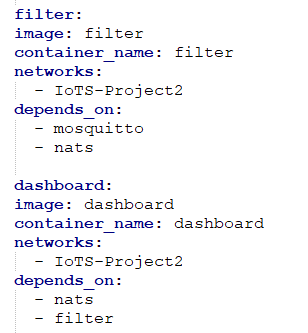 filter:
image: filter
container_name: filter
networks:
- IoTS-Project2
depends_on:
- mosquitto
- nats
dashboard:
image: dashboard
container_name: dashboard
networks:
- IoTS-Project2
depends_on:
- nats
- filter